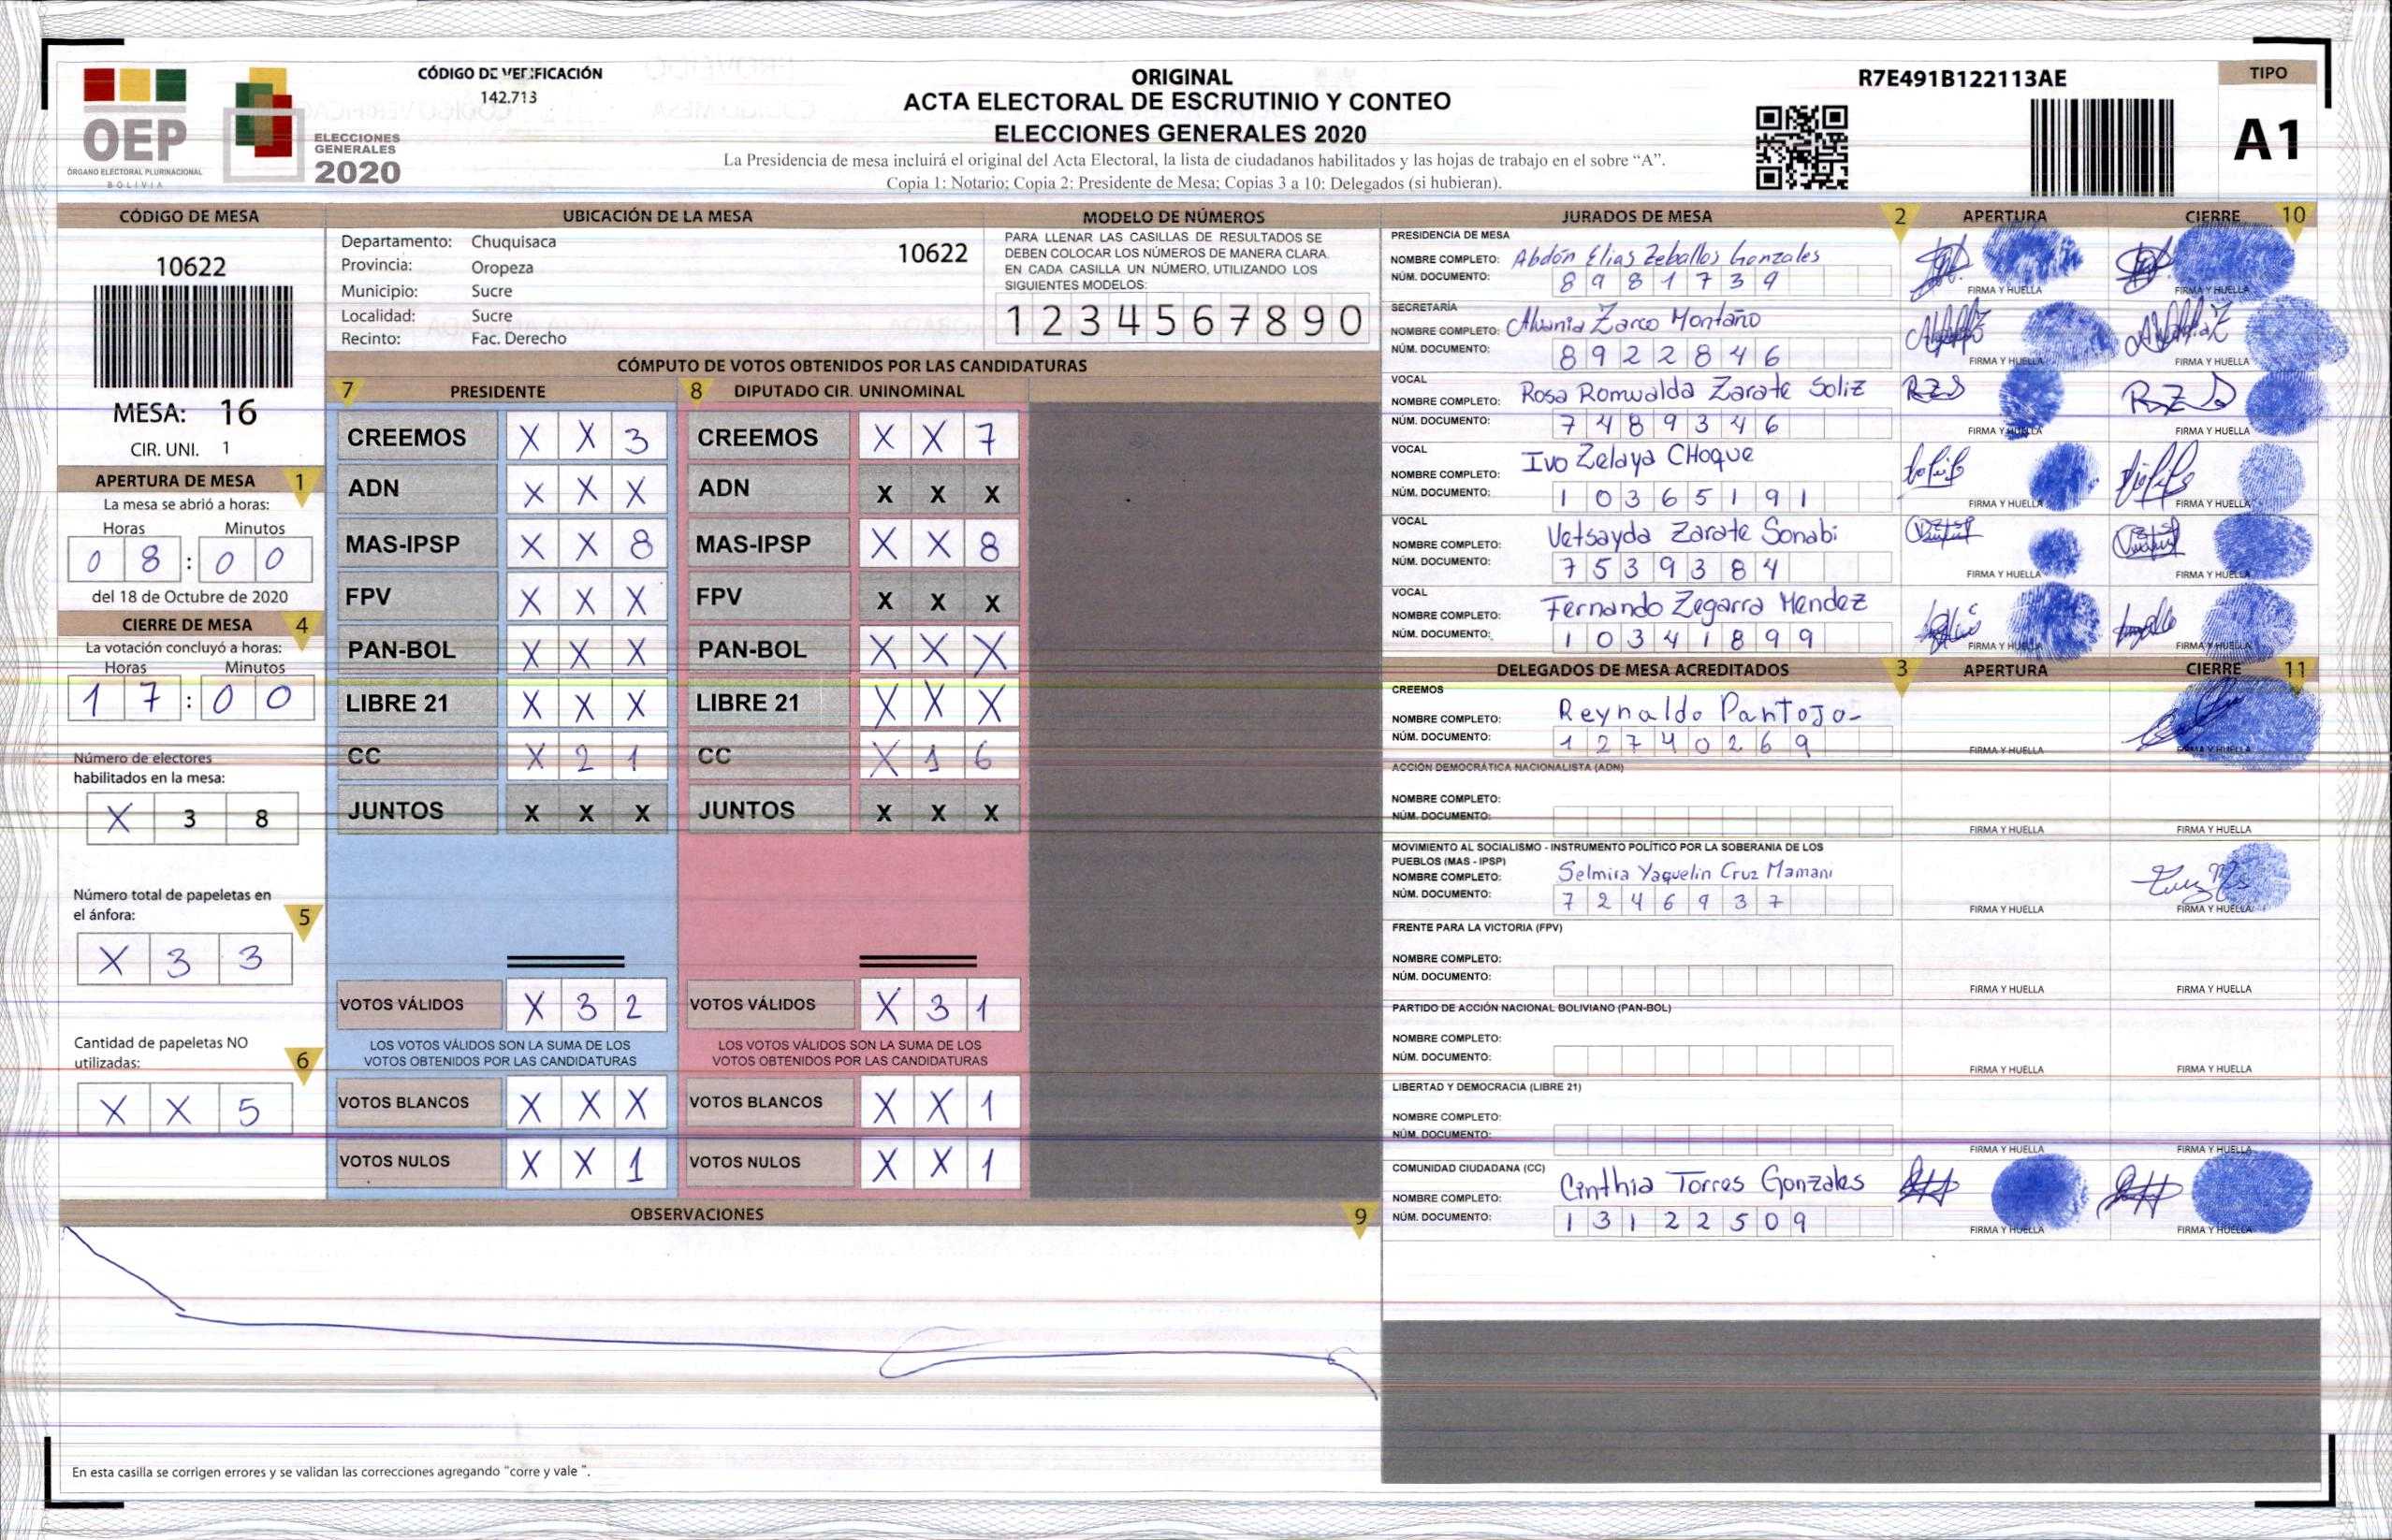 OEP
ÓRGANO ELECTORAL PLURINACIONAL
BOLIVIA
ELECCIONES
GENERALES
2020
CÓDIGO DE VERIFICACIÓN
142.713
ORIGINAL
ACTA ELECTORAL DE ESCRUTINIO Y CONTEO
ELECCIONES GENERALES 2020
La Presidencia de mesa incluirá el original del Acta Electoral, la lista de ciudadanos habilitados y las hojas de trabajo en el sobre “A”.
Copia 1: Notario; Copia 2: Presidente de Mesa; Copias 3 a 10: Delegados (si hubieran).
R7E491B122113AE
TIPO
A1
CÓDIGO DE MESA
10622
MESA: 16
CIR. UNI. 1
APERTURA DE MESA 1
La mesa se abrió a horas:
Horas Minutos
0 8 : 0 0
del 18 de Octubre de 2020
CIERRE DE MESA 4
La votación concluyó a horas:
Horas Minutos
1 7 : 0 0
Número de electores
habilitados en la mesa:
X 3 8
Número total de papeletas en
el ánfora: 5
X 3 3
Cantidad de papeletas NO
utilizadas: 6
X X 5
UBICACIÓN DE LA MESA
Departamento: Chuquisaca 10622
Provincia: Oropeza
Municipio: Sucre
Localidad: Sucre
Recinto: Fac. Derecho
MODELO DE NÚMEROS
PARA LLENAR LAS CASILLAS DE RESULTADOS SE
DEBEN COLOCAR LOS NÚMEROS DE MANERA CLARA.
EN CADA CASILLA UN NÚMERO, UTILIZANDO LOS
SIGUIENTES MODELOS:
1 2 3 4 5 6 7 8 9 0
CÓMPUTO DE VOTOS OBTENIDOS POR LAS CANDIDATURAS
7 PRESIDENTE
CREEMOS X X 3
ADN X X X
MAS-IPSP X X 8
FPV X X X
PAN-BOL X X X
LIBRE 21 X X X
CC X 2 1
JUNTOS X X X
VOTOS VÁLIDOS X 3 2
LOS VOTOS VÁLIDOS SON LA SUMA DE LOS
VOTOS OBTENIDOS POR LAS CANDIDATURAS
VOTOS BLANCOS X X X
VOTOS NULOS X X 1
8 DIPUTADO CIR. UNINOMINAL
CREEMOS X X 7
ADN X X X
MAS-IPSP X X 8
FPV X X X
PAN-BOL X X X
LIBRE 21 X X X
CC X 1 6
JUNTOS X X X
VOTOS VÁLIDOS X 3 1
LOS VOTOS VÁLIDOS SON LA SUMA DE LOS
VOTOS OBTENIDOS POR LAS CANDIDATURAS
VOTOS BLANCOS X X 1
VOTOS NULOS X X 1
OBSERVACIONES 9
En esta casilla se corrigen errores y se validan las correcciones agregando "corre y vale ".
JURADOS DE MESA 2 APERTURA CIERRE 10
PRESIDENCIA DE MESA
NOMBRE COMPLETO: Abdón Elias Zeballos Gonzales
NÚM. DOCUMENTO: 8 9 8 1 7 3 9
FIRMA Y HUELLA FIRMA Y HUELLA
SECRETARÍA
NOMBRE COMPLETO: Alvania Zarco Montaño
NÚM. DOCUMENTO: 8 9 2 2 8 4 6
FIRMA Y HUELLA FIRMA Y HUELLA
VOCAL
NOMBRE COMPLETO: Rosa Romualda Zarate Soliz
NÚM. DOCUMENTO: 7 4 8 9 3 4 6
FIRMA Y HUELLA FIRMA Y HUELLA
VOCAL
NOMBRE COMPLETO: Ivo Zelaya CHoque
NÚM. DOCUMENTO: 1 0 3 6 5 1 9 1
FIRMA Y HUELLA FIRMA Y HUELLA
VOCAL
NOMBRE COMPLETO: Vetsayda Zarate Sonabi
NÚM. DOCUMENTO: 7 5 3 9 3 8 4
FIRMA Y HUELLA FIRMA Y HUELLA
VOCAL
NOMBRE COMPLETO: Fernando Zegarra Mendez
NÚM. DOCUMENTO: 1 0 3 4 1 8 9 9
FIRMA Y HUELLA FIRMA Y HUELLA
DELEGADOS DE MESA ACREDITADOS 3 APERTURA CIERRE 11
CREEMOS
NOMBRE COMPLETO: Reynaldo Pantoja
NÚM. DOCUMENTO: 1 2 7 4 0 2 6 9
FIRMA Y HUELLA FIRMA Y HUELLA
ACCIÓN DEMOCRÁTICA NACIONALISTA (ADN)
NOMBRE COMPLETO:
NÚM. DOCUMENTO:
FIRMA Y HUELLA FIRMA Y HUELLA
MOVIMIENTO AL SOCIALISMO - INSTRUMENTO POLÍTICO POR LA SOBERANIA DE LOS
PUEBLOS (MAS - IPSP)
NOMBRE COMPLETO: Selmira Yaquelin Cruz Mamani
NÚM. DOCUMENTO: 7 2 4 6 9 3 7
FIRMA Y HUELLA FIRMA Y HUELLA
FRENTE PARA LA VICTORIA (FPV)
NOMBRE COMPLETO:
NÚM. DOCUMENTO:
FIRMA Y HUELLA FIRMA Y HUELLA
PARTIDO DE ACCIÓN NACIONAL BOLIVIANO (PAN-BOL)
NOMBRE COMPLETO:
NÚM. DOCUMENTO:
FIRMA Y HUELLA FIRMA Y HUELLA
LIBERTAD Y DEMOCRACIA (LIBRE 21)
NOMBRE COMPLETO:
NÚM. DOCUMENTO:
FIRMA Y HUELLA FIRMA Y HUELLA
COMUNIDAD CIUDADANA (CC)
NOMBRE COMPLETO: Cinthia Torres Gonzales
NÚM. DOCUMENTO: 1 3 1 2 2 5 0 9
FIRMA Y HUELLA FIRMA Y HUELLA